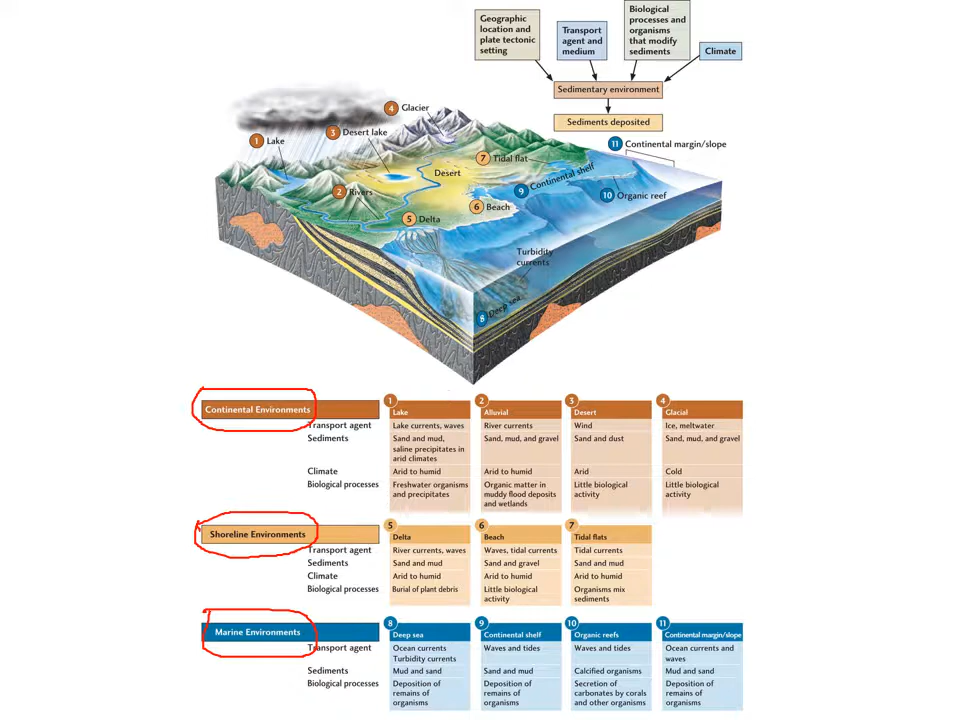 Geographic
location and
plate tectonic
setting
Transport
agent and
medium
Biological
processes and
organisms
that modify
sediments
Climate
Sedimentary environment
Sediments deposited
4 Glacier
3 Desert lake
1 Lake
11 Continental margin/slope
7 Tidal flat
Desert
9 Continental shelf
2 Rivers
10 Organic reef
6 Beach
5 Delta
Turbidity
currents
8 Deep sea
Continental Environments
1 2 3 4
Lake Alluvial Desert Glacial
Transport agent Lake currents, waves River currents Wind Ice, meltwater
Sediments Sand and mud, Sand, mud, and gravel Sand and dust Sand, mud, and gravel
saline precipitates in
arid climates
Climate Arid to humid Arid to humid Arid Cold
Biological processes Freshwater organisms Organic matter in Little biological Little biological
and precipitates muddy flood deposits activity activity
and wetlands
Shoreline Environments
5 6 7
Delta Beach Tidal flats
Transport agent River currents, waves Waves, tidal currents Tidal currents
Sediments Sand and mud Sand and gravel Sand and mud
Climate Arid to humid Arid to humid Arid to humid
Biological processes Burial of plant debris Little biological Organisms mix
activity sediments
Marine Environments
8 9 10 11
Deep sea Continental shelf Organic reefs Continental margin/slope
Transport agent Ocean currents Waves and tides Waves and tides Ocean currents and
Turbidity currents waves
Sediments Mud and sand Sand and mud Calcified organisms Mud and sand
Biological processes Deposition of Deposition of Secretion of Deposition of
remains of remains of carbonates by corals remains of
organisms organisms and other organisms organisms